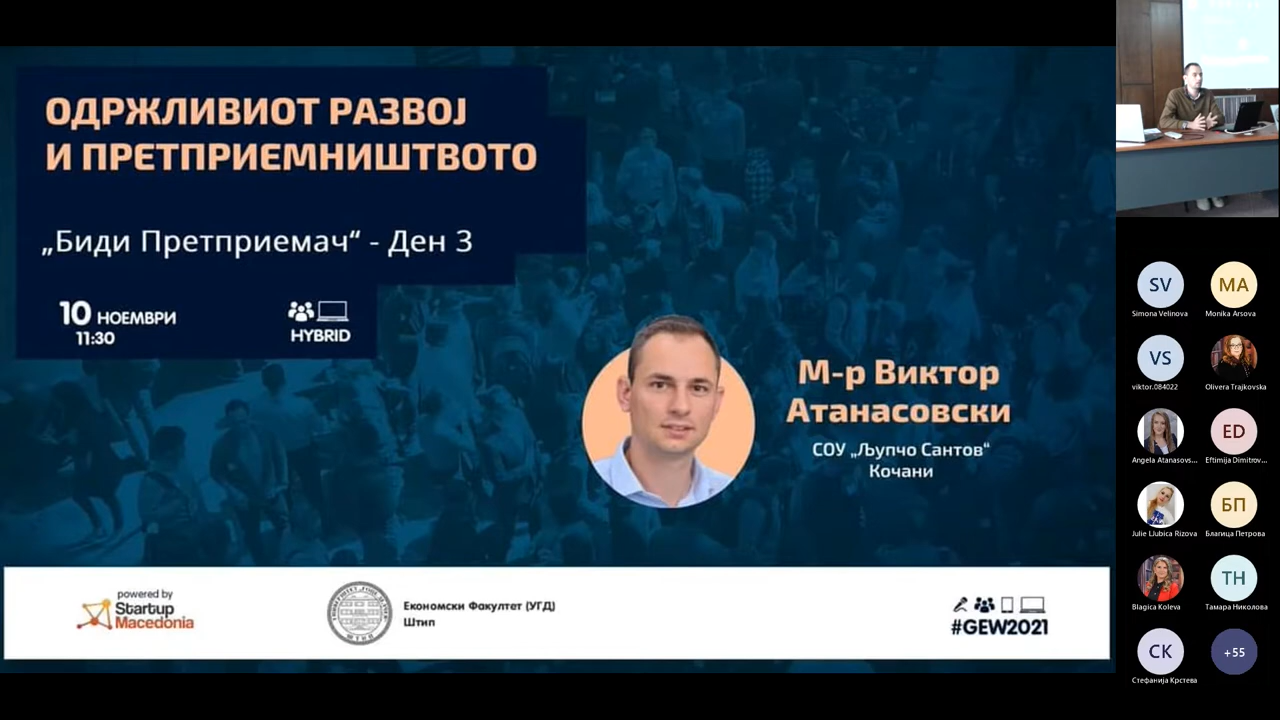 ОДРЖЛИВИОТ РАЗВОЈ
И ПРЕТПРИЕМНИШТВОТО
„Биди Претприемач“ - Ден 3
10 НОЕМВРИ
11:30
HYBRID
М-р Виктор
Атанасовски
СОУ „Љупчо Сантов“
Кочани
powered by
Startup
Macedonia
Економски Факултет (УГД)
Штип
#GEW2021
SV
Simona Velinova
MA
Monika Arsova
VS
viktor.084022
Olivera Trajkovska
Angela Atanasovs...
ED
Eftimija Dimitrov...
Julie LJubica Rizova
БП
Благица Петрова
Blagica Koleva
ТН
Тамара Николова
СК
Стефанија Крстева
+55